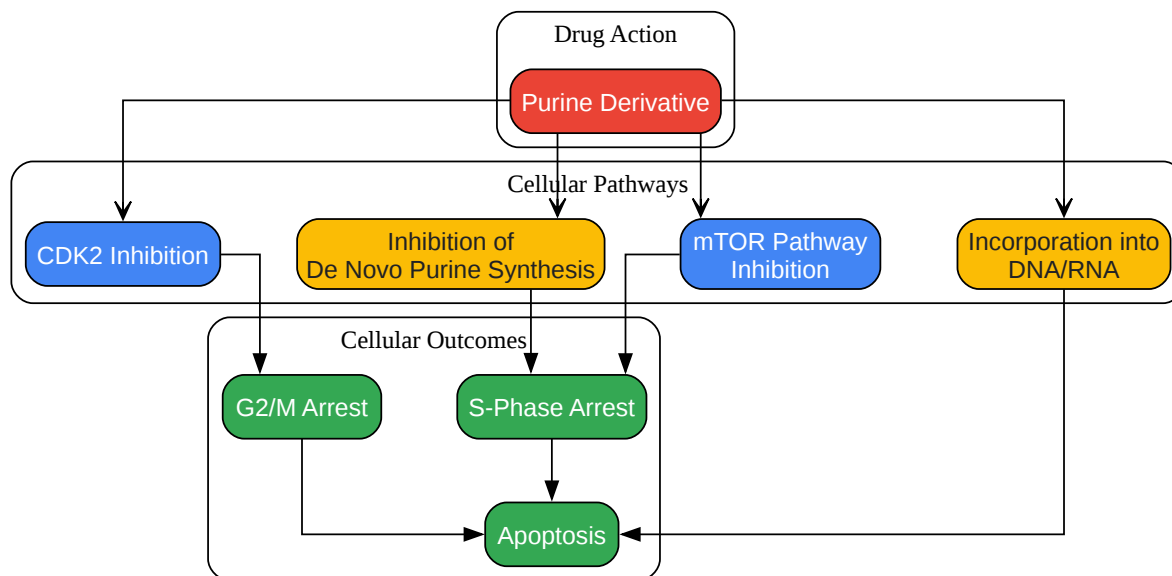 Drug Action
Purine Derivative
Cellular Pathways
CDK2 Inhibition
Inhibition of
De Novo Purine Synthesis
mTOR Pathway
Inhibition
Incorporation into
DNA/RNA
Cellular Outcomes
G2/M Arrest
S-Phase Arrest
Apoptosis